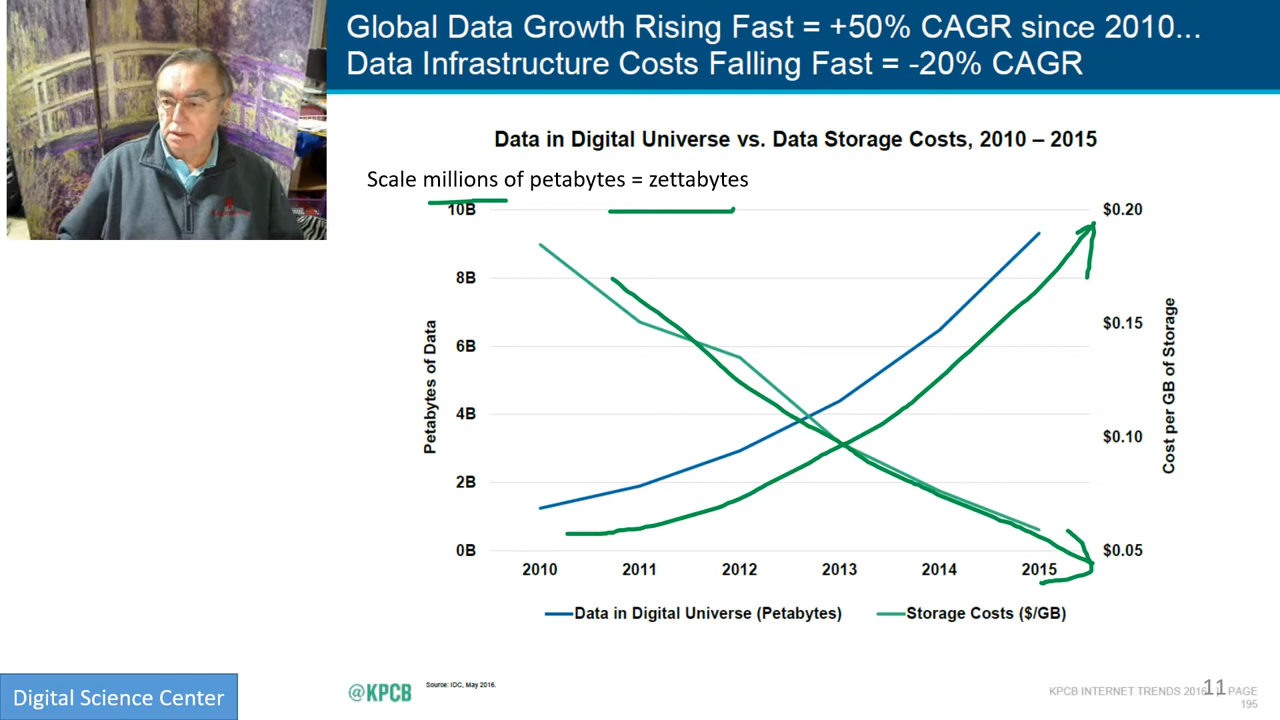 Global Data Growth Rising Fast = +50% CAGR since 2010...
Data Infrastructure Costs Falling Fast = -20% CAGR
Data in Digital Universe vs. Data Storage Costs, 2010 – 2015
Scale millions of petabytes = zettabytes
10B
8B
6B
4B
2B
0B
Petabytes of Data
$0.20
$0.15
$0.10
$0.05
Cost per GB of Storage
2010 2011 2012 2013 2014 2015
Data in Digital Universe (Petabytes) Storage Costs ($/GB)
Digital Science Center
@KPCB
Source: IDC, May 2016.
KPCB INTERNET TRENDS 2016 | PAGE
195
11